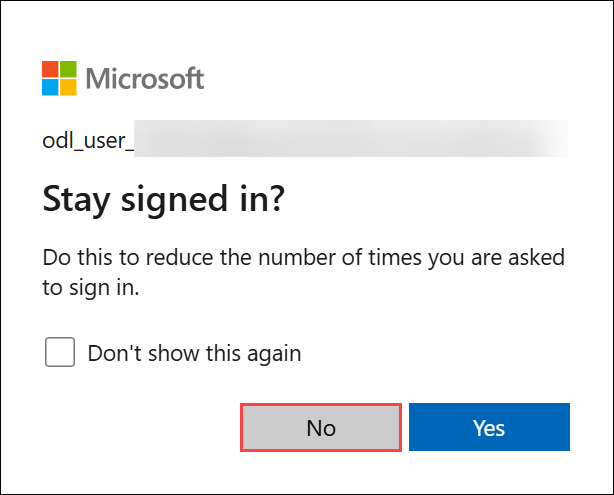 Microsoft
odl_user_
Stay signed in?
Do this to reduce the number of times you are asked
to sign in.
Don't show this again
No
Yes